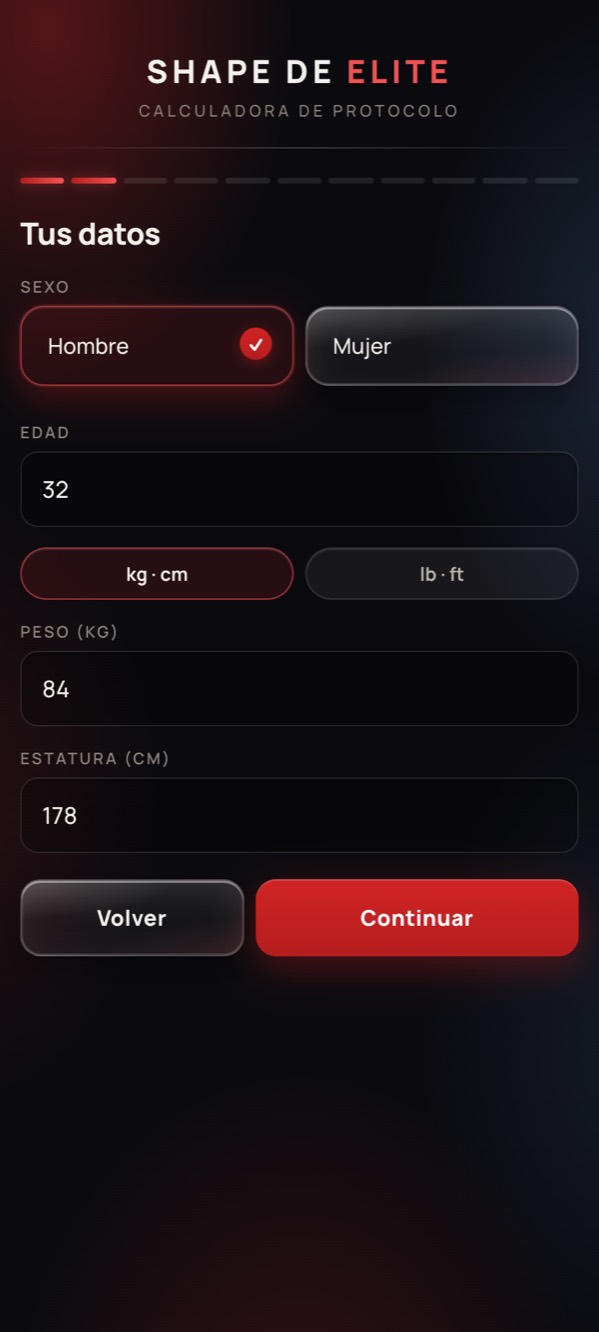 SHAPE DE ELITE
CALCULADORA DE PROTOCOLO
Tus datos
SEXO
Hombre
Mujer
EDAD
32
kg · cm
lb · ft
PESO (KG)
84
ESTATURA (CM)
178
Volver
Continuar